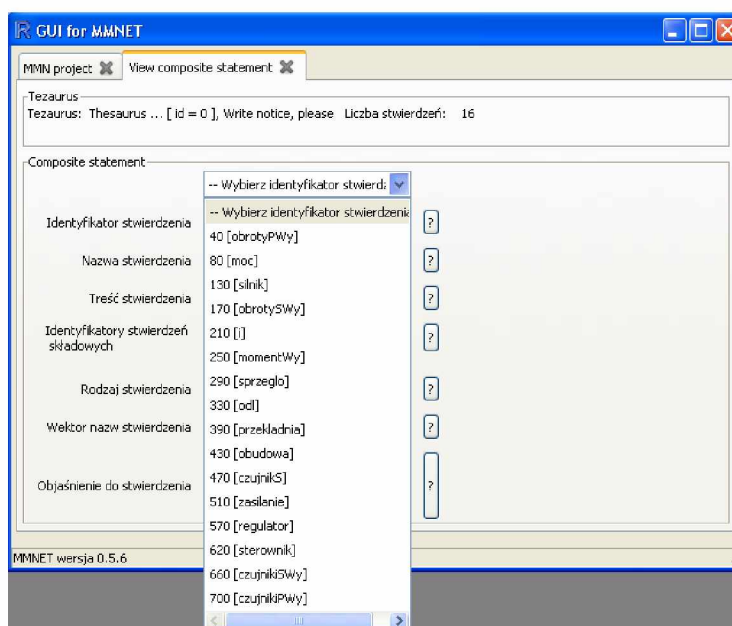 GUI for MMNET
MMN project
View composite statement
Tezaurus
Tezaurus: Thesaurus ... [ id = 0 ], Write notice, please Liczba stwierdzeń: 16
Composite statement
-- Wybierz identyfikator stwierdz
-- Wybierz identyfikator stwierdzenia
Identyfikator stwierdzenia ?
40 [obrotyPWy]
Nazwa stwierdzenia ?
80 [moc]
130 [silnik]
Treść stwierdzenia ?
170 [obrotySWy]
Identyfikatory stwierdzeń
składowych ?
210 [i]
250 [momentWy]
290 [sprzeglo]
Rodzaj stwierdzenia ?
330 [odl]
390 [przekladnia]
Wektor nazw stwierdzenia ?
430 [obudowa]
470 [czujnikS]
Objaśnienie do stwierdzenia ?
510 [zasilanie]
570 [regulator]
620 [sterownik]
MMNET wersja 0.5.6
660 [czujnikiSWy]
700 [czujnikiPWy]